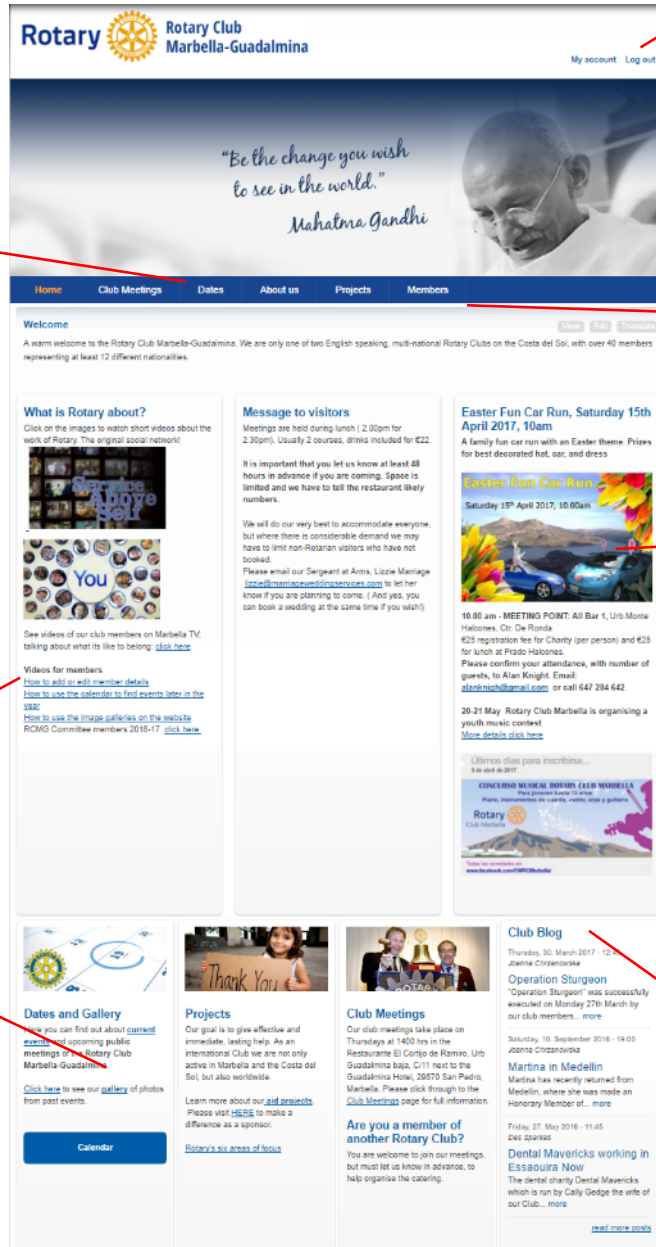 Rotary
Rotary Club
Marbella-Guadalmina
My account Log out
"Be the change you wish
to see in the world."
Mahatma Gandhi
Home Club Meetings Dates About us Projects Members
Welcome
View Edit Translate
A warm welcome to the Rotary Club Marbella-Guadalmina. We are only one of two English speaking, multi-national Rotary Clubs on the Costa del Sol, with over 40 members
representing at least 12 different nationalities.
What is Rotary about?
Click on the images to watch short videos about the
work of Rotary. The original social network!
Service
Above
Self
You
See videos of our club members on Marbella TV,
talking about what its like to belong: click here.
Videos for members
How to add or edit member details
How to use the calendar to find events later in the
year
How to use the image galleries on the website
RCMG Committee members 2016-17 click here
Message to visitors
Meetings are held during lunch ( 2.00pm for
2.30pm). Usually 2 courses, drinks included for €22.
It is important that you let us know at least 48
hours in advance if you are coming. Space is
limited and we have to tell the restaurant likely
numbers.
We will do our very best to accommodate everyone,
but where there is considerable demand we may
have to limit non-Rotarian visitors who have not
booked.
Please email our Sergeant at Arms, Lizzie Marriage
lizzie@marriageweddingservices.com to let her
know if you are planning to come. ( And yes, you
can book a wedding at the same time if you wish!)
Easter Fun Car Run, Saturday 15th
April 2017, 10am
A family fun car run with an Easter theme. Prizes
for best decorated hat, car, and dress
Easter Fun Car Run
Saturday 15th April 2017, 10.00am
10.00 am - MEETING POINT: All Bar 1, Urb.Monte
Halcones, Ctr. De Ronda
€25 registration fee for Charity (per person) and €25
for lunch at Prado Halcones.
Please confirm your attendance, with number of
guests, to Alan Knight. Email:
alanknigh@gmail.com or call 647 284 642.
20-21 May Rotary Club Marbella is organising a
youth music contest
More details click here
Últimos días para inscribirse...
3 de abril de 2017
CONCURSO MUSICAL ROTARY CLUB MARBELLA
Para jovenes hasta 13 años
Piano, instrumentos de cuerda, violas, arpa y guitarra
Rotary
Club Marbella
Todas las novedades en
www.facebook.com/CMRCMarbella/
Dates and Gallery
Here you can find out about current
events and upcoming public
meetings of the Rotary Club
Marbella-Guadalmina.
Click here to see our gallery of photos
from past events.
Calendar
Thank You
Projects
Our goal is to give effective and
immediate, lasting help. As an
international Club we are not only
active in Marbella and the Costa del
Sol, but also worldwide.
Learn more about our aid projects.
Please visit HERE to make a
difference as a sponsor.
Rotary's six areas of focus
Club Meetings
Our club meetings take place on
Thursdays at 1400 hrs in the
Restaurante El Cortijo de Ramiro, Urb
Guadalmina baja, C/11 next to the
Guadalmina Hotel, 29670 San Pedro,
Marbella. Please click through to the
Club Meetings page for full information.
Are you a member of
another Rotary Club?
You are welcome to join our meetings,
but must let us know in advance, to
help organise the catering.
Club Blog
Thursday, 30. March 2017 -
Joanna Chrzanowska
Operation Sturgeon
"Operation Sturgeon" was successfully
executed on Monday 27th March by
our club members... more
Saturday, 10. September 2016 - 19:00
Joanna Chrzanowska
Martina in Medellin
Martina has recently returned from
Medellin, where she was made an
Honorary Member of... more
Friday, 27. May 2016 - 11:45
Des Sparkes
Dental Mavericks working in
Essaouira Now
The dental charity Dental Mavericks
which is run by Cally Gedge the wife of
our Club... more
read more posts